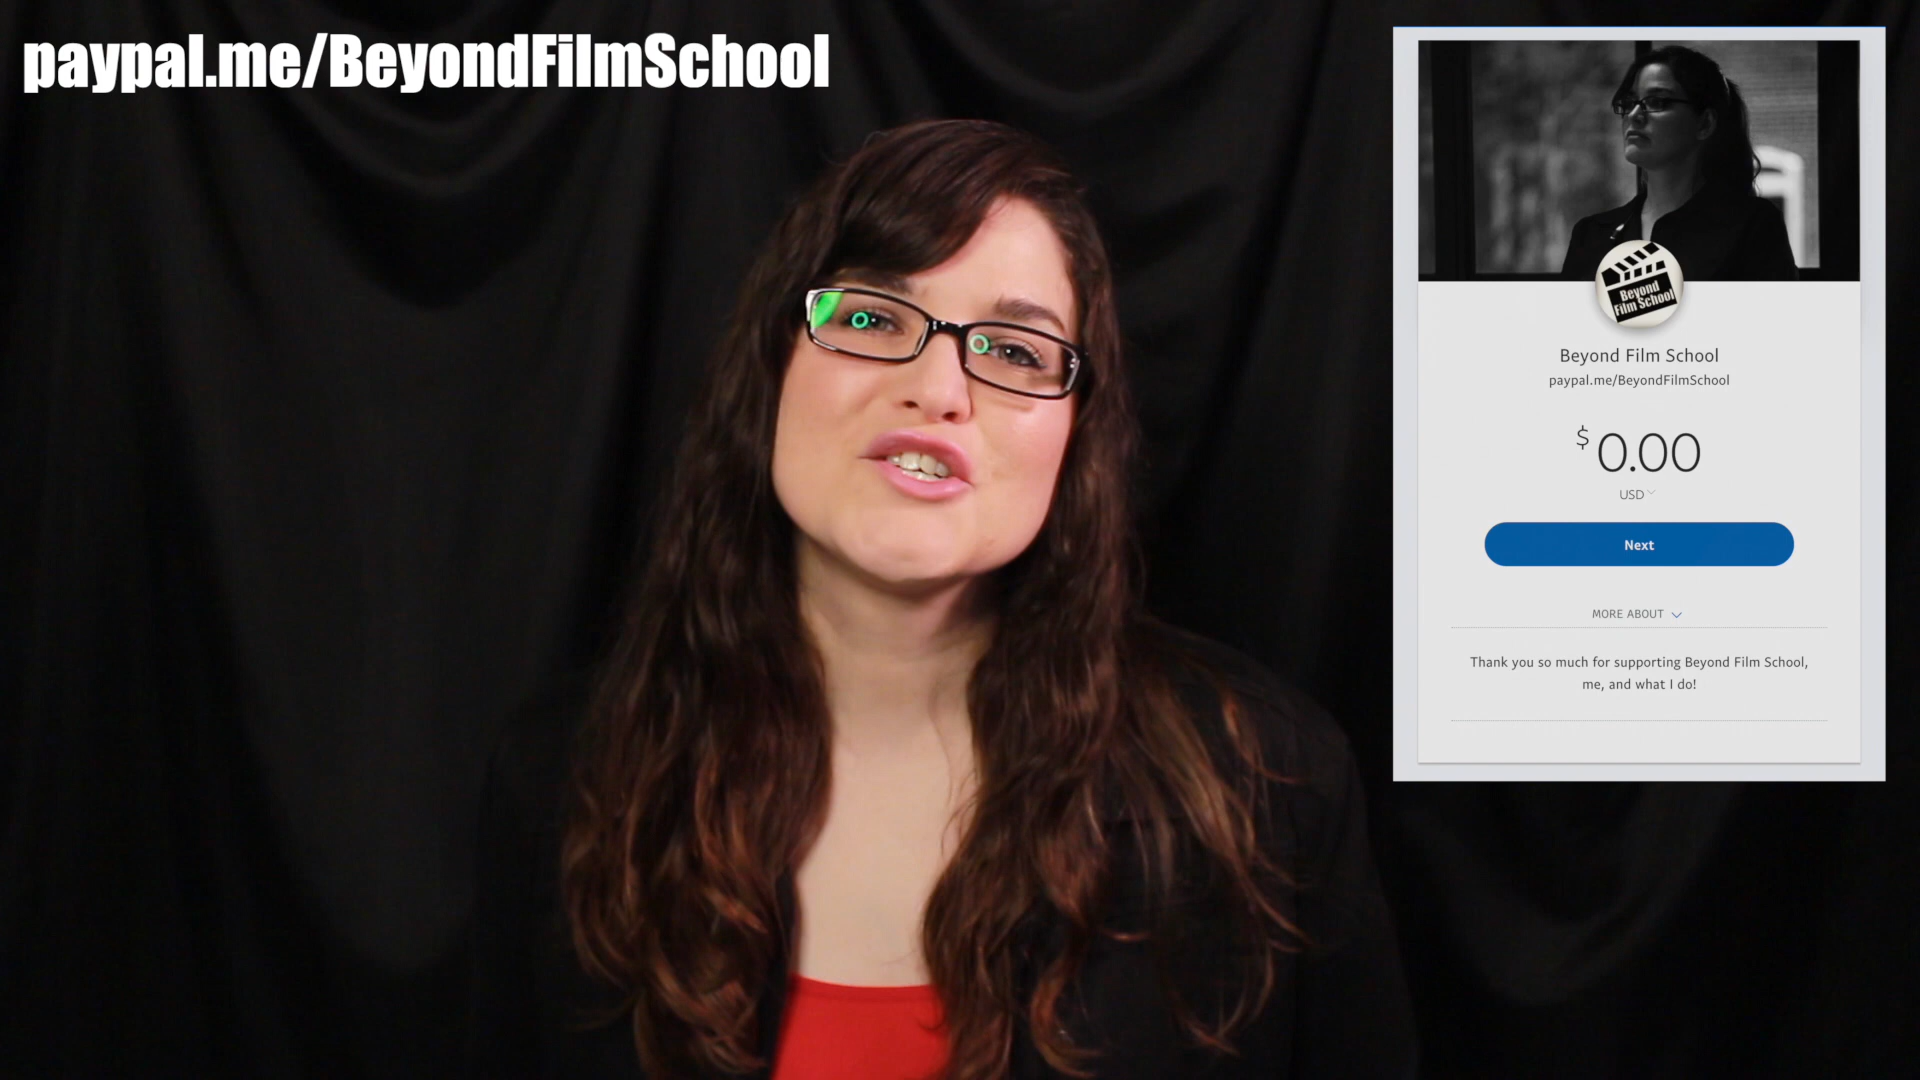 paypal.me/BeyondFilmSchool
Beyond
Film School
Beyond Film School
paypal.me/BeyondFilmSchool
$ 0.00
USD
Next
MORE ABOUT
Thank you so much for supporting Beyond Film School,
me, and what I do!